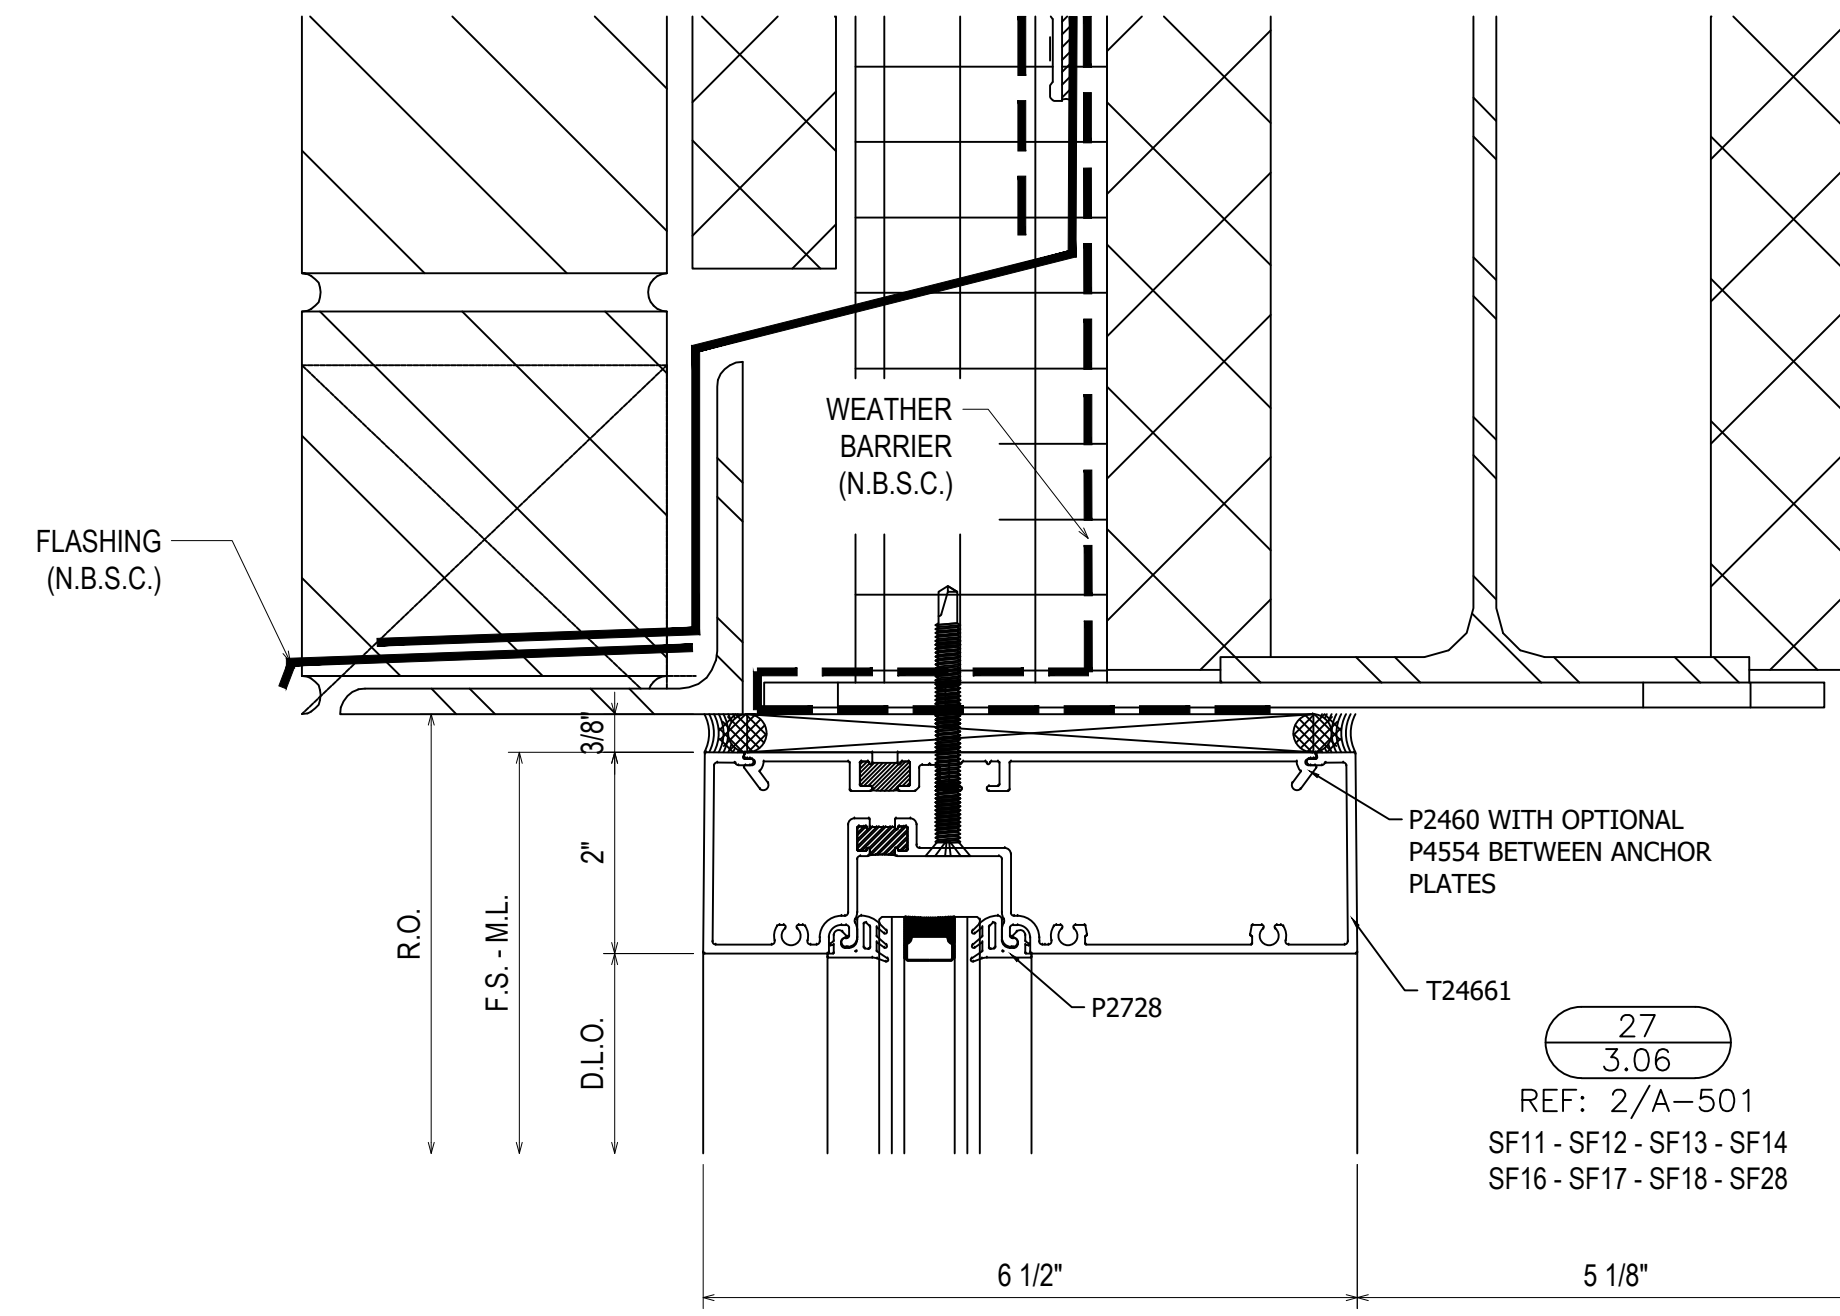 WEATHER
BARRIER
(N.B.S.C.)
FLASHING
(N.B.S.C.)
3/8"
2"
R.O.
F.S. - M.L.
D.L.O.
P2460 WITH OPTIONAL
P4554 BETWEEN ANCHOR
PLATES
T24661
P2728
27
3.06
REF: 2/A-501
SF11 - SF12 - SF13 - SF14
SF16 - SF17 - SF18 - SF28
6 1/2"
5 1/8"